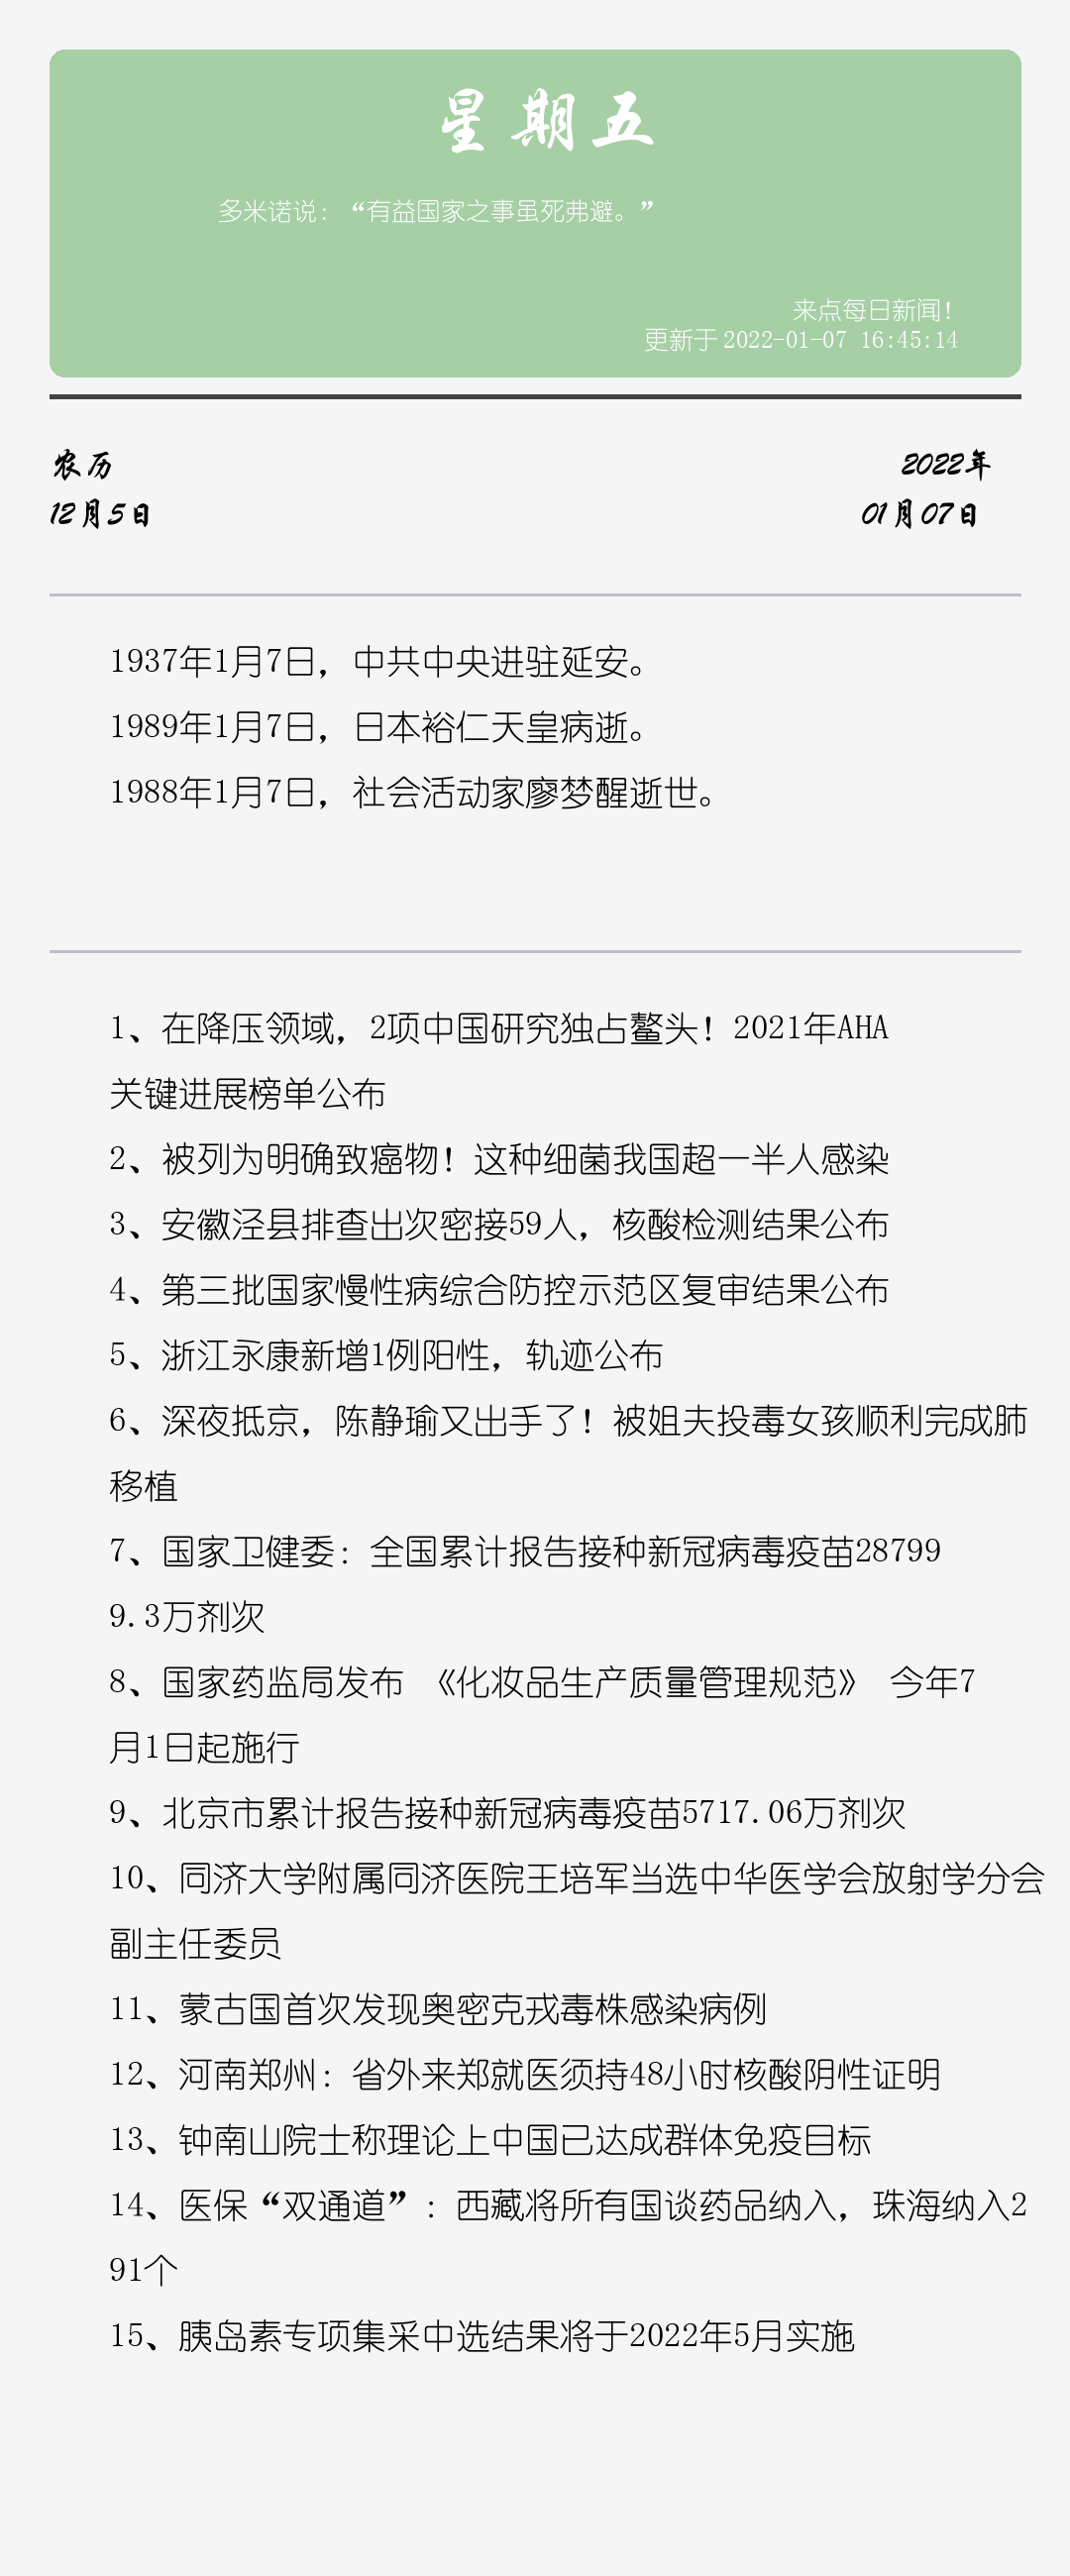 星期五
多米诺说：“有益国家之事虽死弗避。”
来点每日新闻！
更新于 2022-01-07 16:45:14
农历
12月5日
2022年
01月07日
1937年1月7日，中共中央进驻延安。
1989年1月7日，日本裕仁天皇病逝。
1988年1月7日，社会活动家廖梦醒逝世。
1、在降压领域，2项中国研究独占鳌头！2021年AHA
关键进展榜单公布
2、被列为明确致癌物！这种细菌我国超一半人感染
3、安徽泾县排查出次密接59人，核酸检测结果公布
4、第三批国家慢性病综合防控示范区复审结果公布
5、浙江永康新增1例阳性，轨迹公布
6、深夜抵京，陈静瑜又出手了！被姐夫投毒女孩顺利完成肺
移植
7、国家卫健委：全国累计报告接种新冠病毒疫苗28799
9.3万剂次
8、国家药监局发布 《化妆品生产质量管理规范》 今年7
月1日起施行
9、北京市累计报告接种新冠病毒疫苗5717.06万剂次
10、同济大学附属同济医院王培军当选中华医学会放射学分会
副主任委员
11、蒙古国首次发现奥密克戎毒株感染病例
12、河南郑州：省外来郑就医须持48小时核酸阴性证明
13、钟南山院士称理论上中国已达成群体免疫目标
14、医保“双通道”：西藏将所有国谈药品纳入，珠海纳入2
91个
15、胰岛素专项集采中选结果将于2022年5月实施